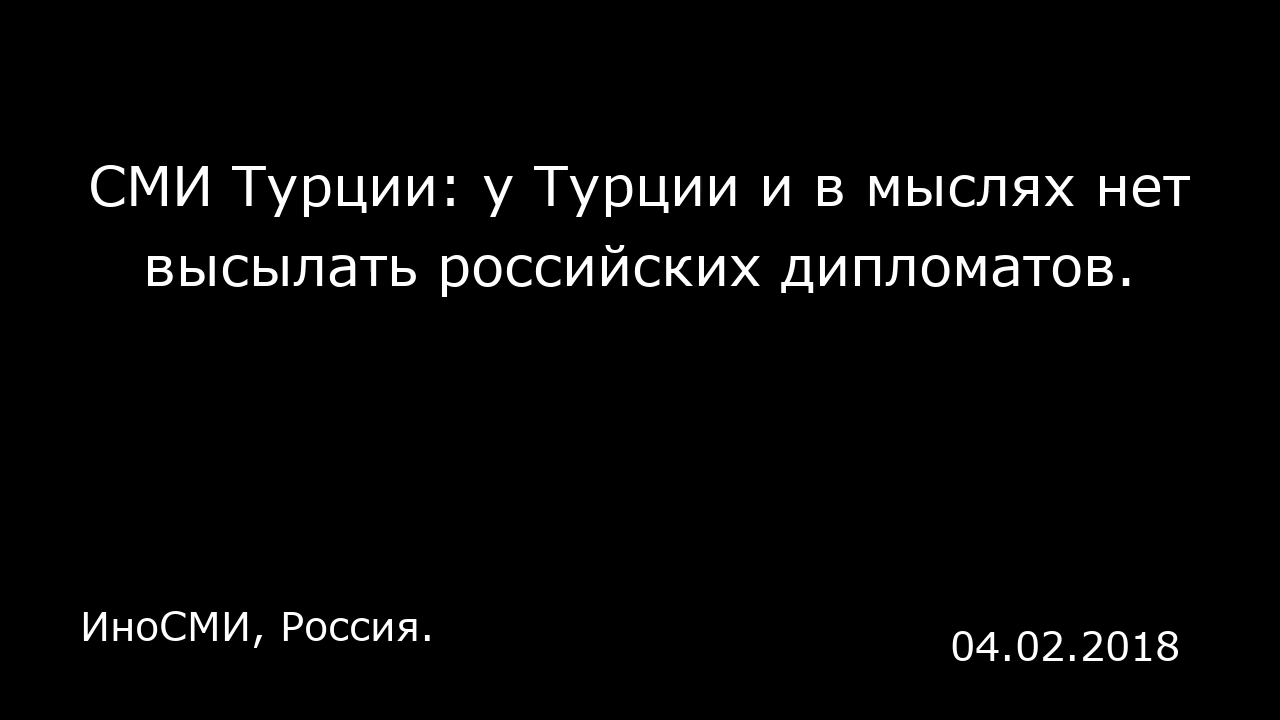 СМИ Турции: у Турции и в мыслях нет
высылать российских дипломатов.
ИноСМИ, Россия.
04.02.2018